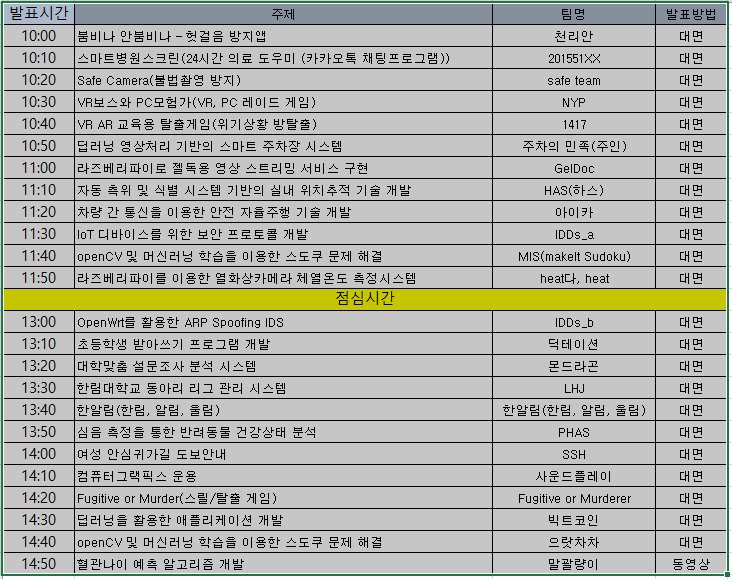 발표시간 주제 팀명 발표방법
10:00 봄비나 안봄비나 - 헛걸음 방지앱 천리안 대면
10:10 스마트병원스크린(24시간 의료 도우미 (카카오톡 채팅프로그램)) 201551XX 대면
10:20 Safe Camera(불법촬영 방지) safe team 대면
10:30 VR보스와 PC모험가(VR, PC 레이드 게임) NYP 대면
10:40 VR AR 교육용 탈출게임(위기상황 방탈출) 1417 대면
10:50 딥러닝 영상처리 기반의 스마트 주차장 시스템 주차의 민족(주인) 대면
11:00 라즈베리파이로 젤독용 영상 스트리밍 서비스 구현 GelDoc 대면
11:10 자동 측위 및 식별 시스템 기반의 실내 위치추적 기술 개발 HAS(하스) 대면
11:20 차량 간 통신을 이용한 안전 자율주행 기술 개발 아이카 대면
11:30 IoT 디바이스를 위한 보안 프로토콜 개발 IDDs_a 대면
11:40 openCV 및 머신러닝 학습을 이용한 스도쿠 문제 해결 MIS(makeIt Sudoku) 대면
11:50 라즈베리파이를 이용한 열화상카메라 체열온도 측정시스템 heat다, heat 대면
점심시간
13:00 OpenWrt를 활용한 ARP Spoofing IDS IDDs_b 대면
13:10 초등학생 받아쓰기 프로그램 개발 덕테이션 대면
13:20 대학맞춤 설문조사 분석 시스템 몬드라곤 대면
13:30 한림대학교 동아리 리그 관리 시스템 LHJ 대면
13:40 한알림(한림, 알림, 울림) 한알림(한림, 알림, 울림) 대면
13:50 심음 측정을 통한 반려동물 건강상태 분석 PHAS 대면
14:00 여성 안심귀가길 도보안내 SSH 대면
14:10 컴퓨터그랙픽스 운용 사운드플레이 대면
14:20 Fugitive or Murder(스릴/탈출 게임) Fugitive or Murderer 대면
14:30 딥러닝을 활용한 애플리케이션 개발 빅트코인 대면
14:40 openCV 및 머신러닝 학습을 이용한 스도쿠 문제 해결 으랏차차 대면
14:50 혈관나이 예측 알고리즘 개발 말괄량이 동영상